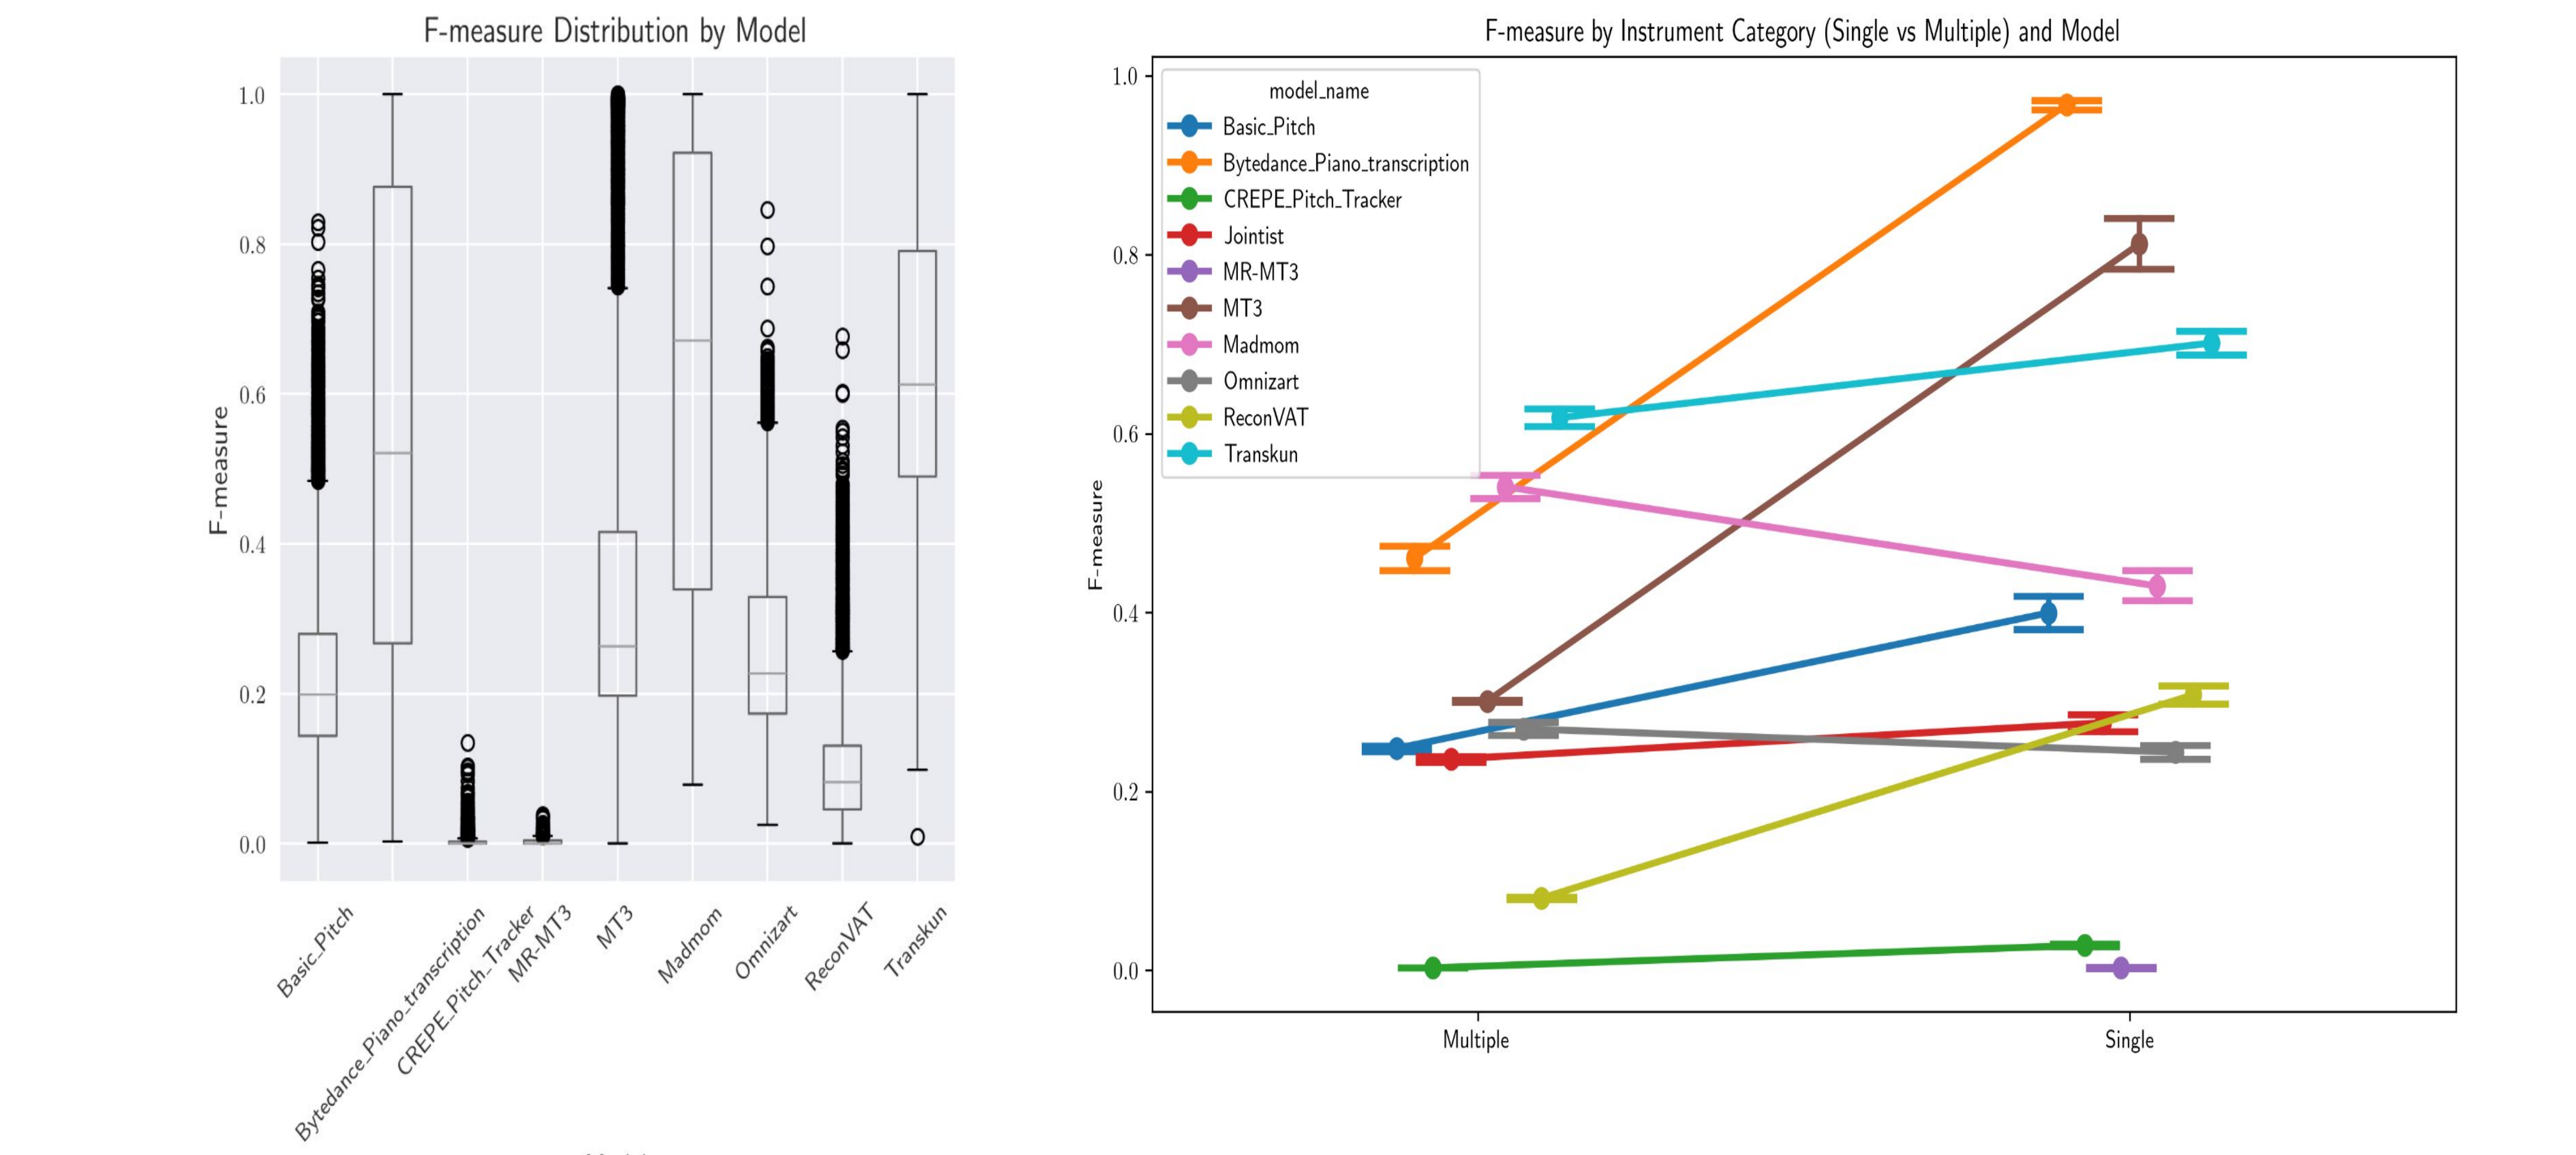 F-measure Distribution by Model
F-measure
1.0
0.8
0.6
0.4
0.2
0.0
Basic_Pitch
Bytedance_Piano_transcription
CREPE_Pitch_Tracker
MR-MT3
MT3
Madmom
Omnizart
ReconVAT
Transkun
F-measure by Instrument Category (Single vs Multiple) and Model
F-measure
1.0
0.8
0.6
0.4
0.2
0.0
model_name
Basic_Pitch
Bytedance_Piano_transcription
CREPE_Pitch_Tracker
Jointist
MR-MT3
MT3
Madmom
Omnizart
ReconVAT
Transkun
Multiple
Single